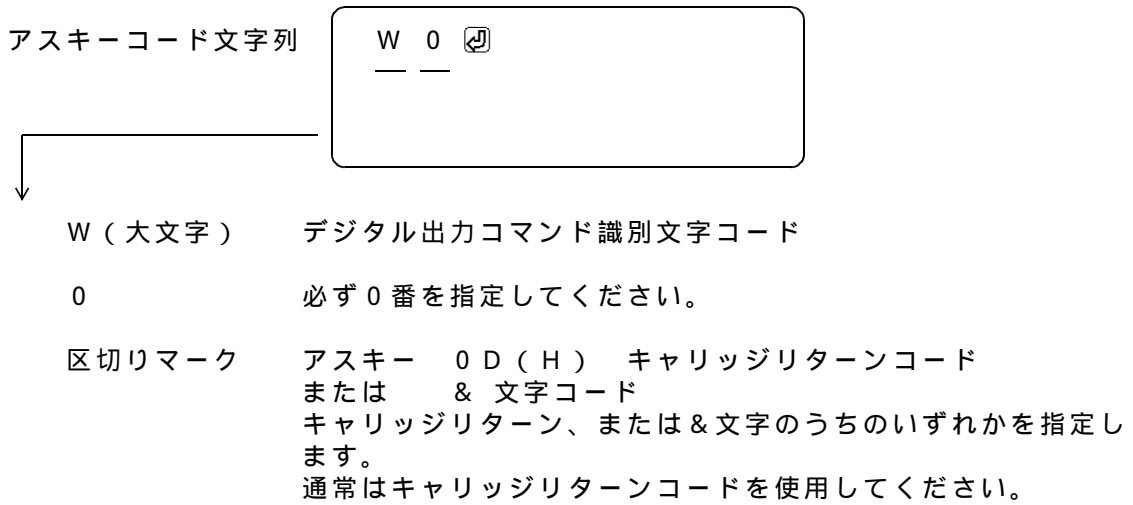 アスキーコード文字列 W 0 ⏎
W(大文字) デジタル出力コマンド識別文字コード
0 必ず0番を指定してください。
区切りマーク アスキー 0D(H) キャリッジリターンコード
または & 文字コード
キャリッジリターン、または&文字のうちのいずれかを指定し
ます。
通常はキャリッジリターンコードを使用してください。